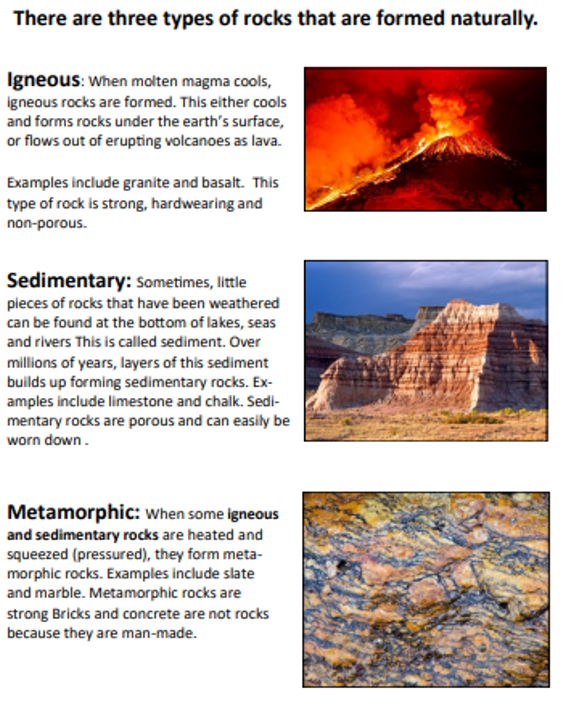 There are three types of rocks that are formed naturally.
Igneous: When molten magma cools,
igneous rocks are formed. This either cools
and forms rocks under the earth's surface,
or flows out of erupting volcanoes as lava.
Examples include granite and basalt.  This
type of rock is strong, hardwearing and
non-porous.
Sedimentary: Sometimes, little
pieces of rocks that have been weathered
can be found at the bottom of lakes, seas
and rivers This is called sediment. Over
millions of years, layers of this sediment
builds up forming sedimentary rocks. Ex-
amples include limestone and chalk. Sedi-
mentary rocks are porous and can easily be
worn down .
Metamorphic: When some igneous
and sedimentary rocks are heated and
squeezed (pressured), they form meta-
morphic rocks. Examples include slate
and marble. Metamorphic rocks are
strong Bricks and concrete are not rocks
because they are man-made.